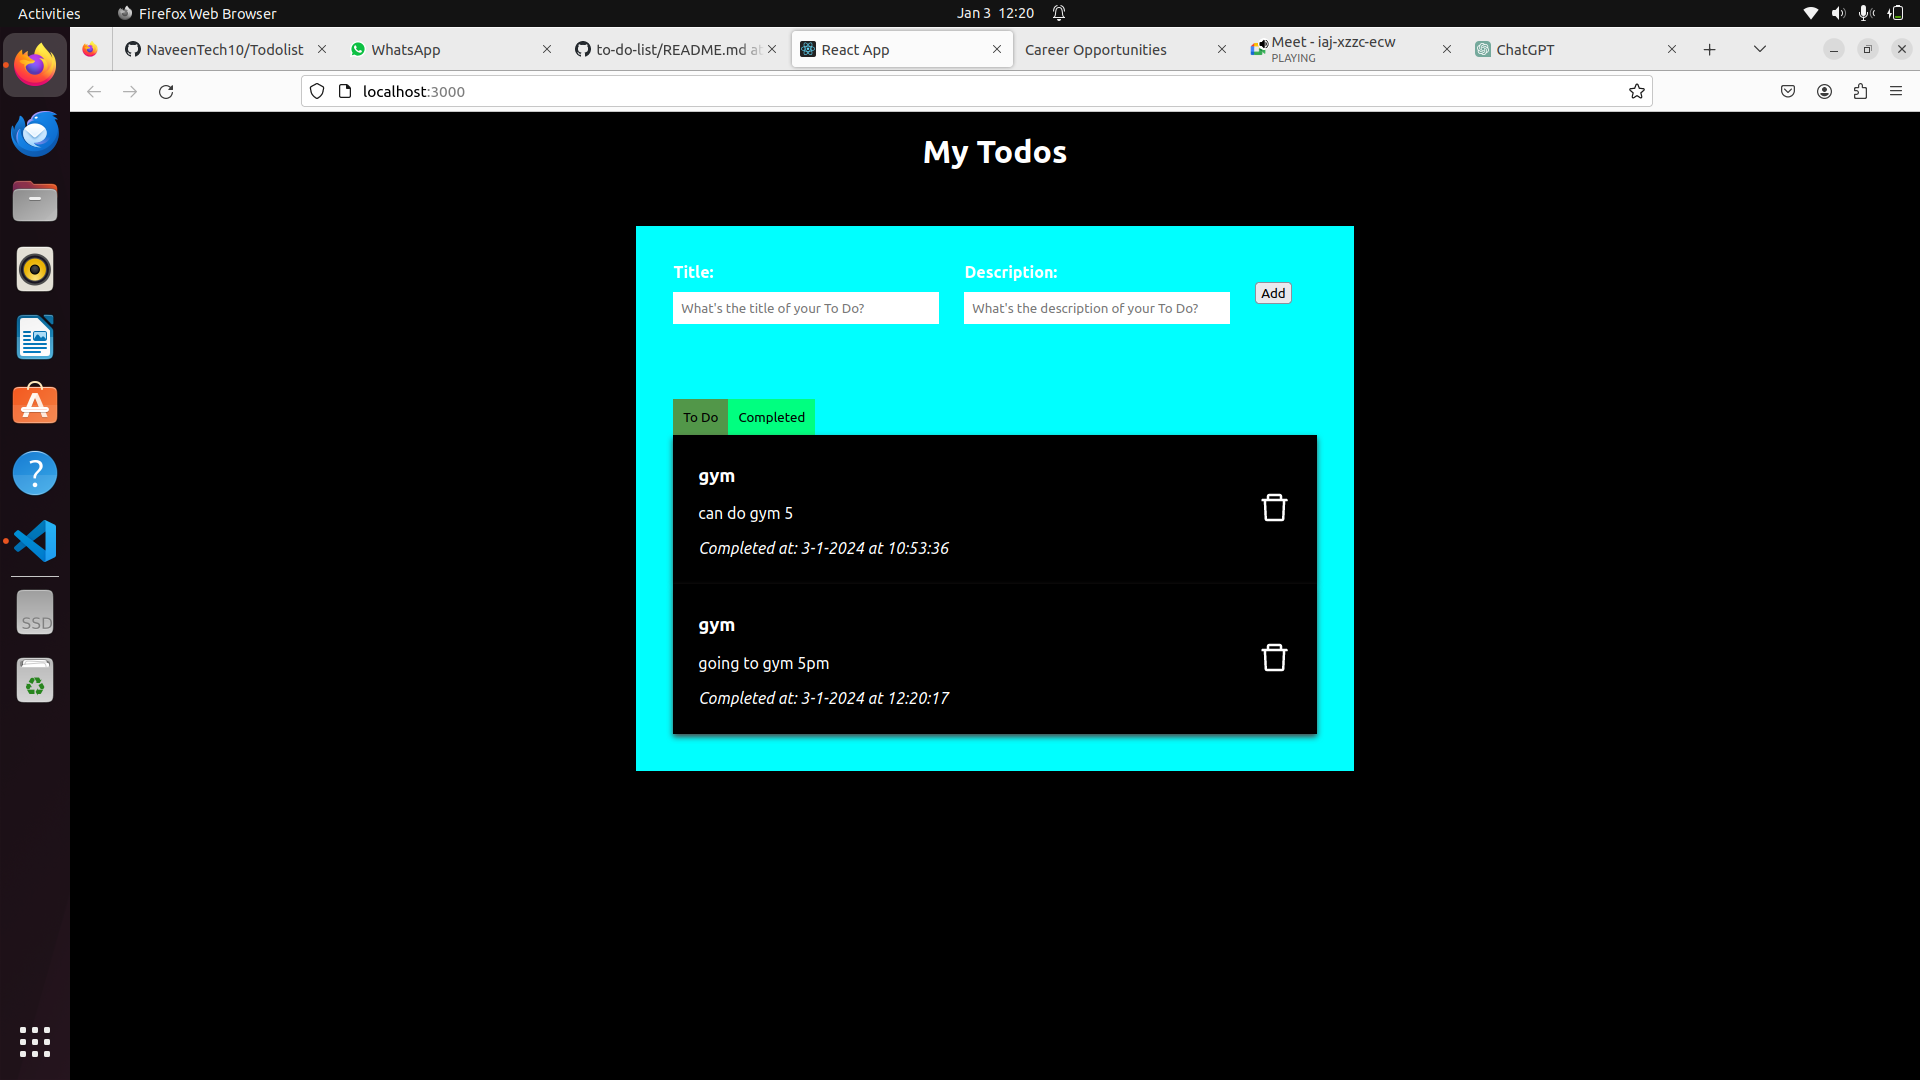 Activities
Firefox Web Browser
Jan 3 12:20
NaveenTech10/Todolist
WhatsApp
to-do-list/README.md at
React App
Career Opportunities
Meet - iaj-xzzc-ecw
PLAYING
ChatGPT
localhost:3000
My Todos
Title:
Description:
What's the title of your To Do?
What's the description of your To Do?
Add
To Do
Completed
gym
can do gym 5
Completed at: 3-1-2024 at 10:53:36
gym
going to gym 5pm
Completed at: 3-1-2024 at 12:20:17
SSD